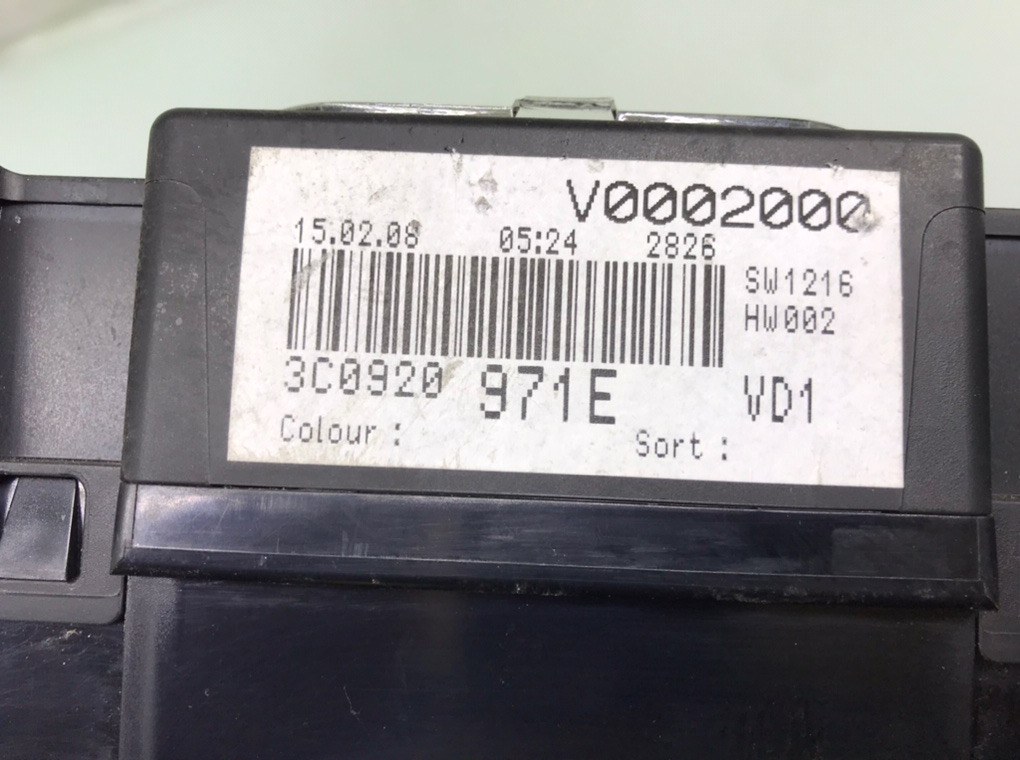 V0002000
15.02.08 05:24 2826
SW1216
HW002
3C0920 971E VD1
Colour : Sort :